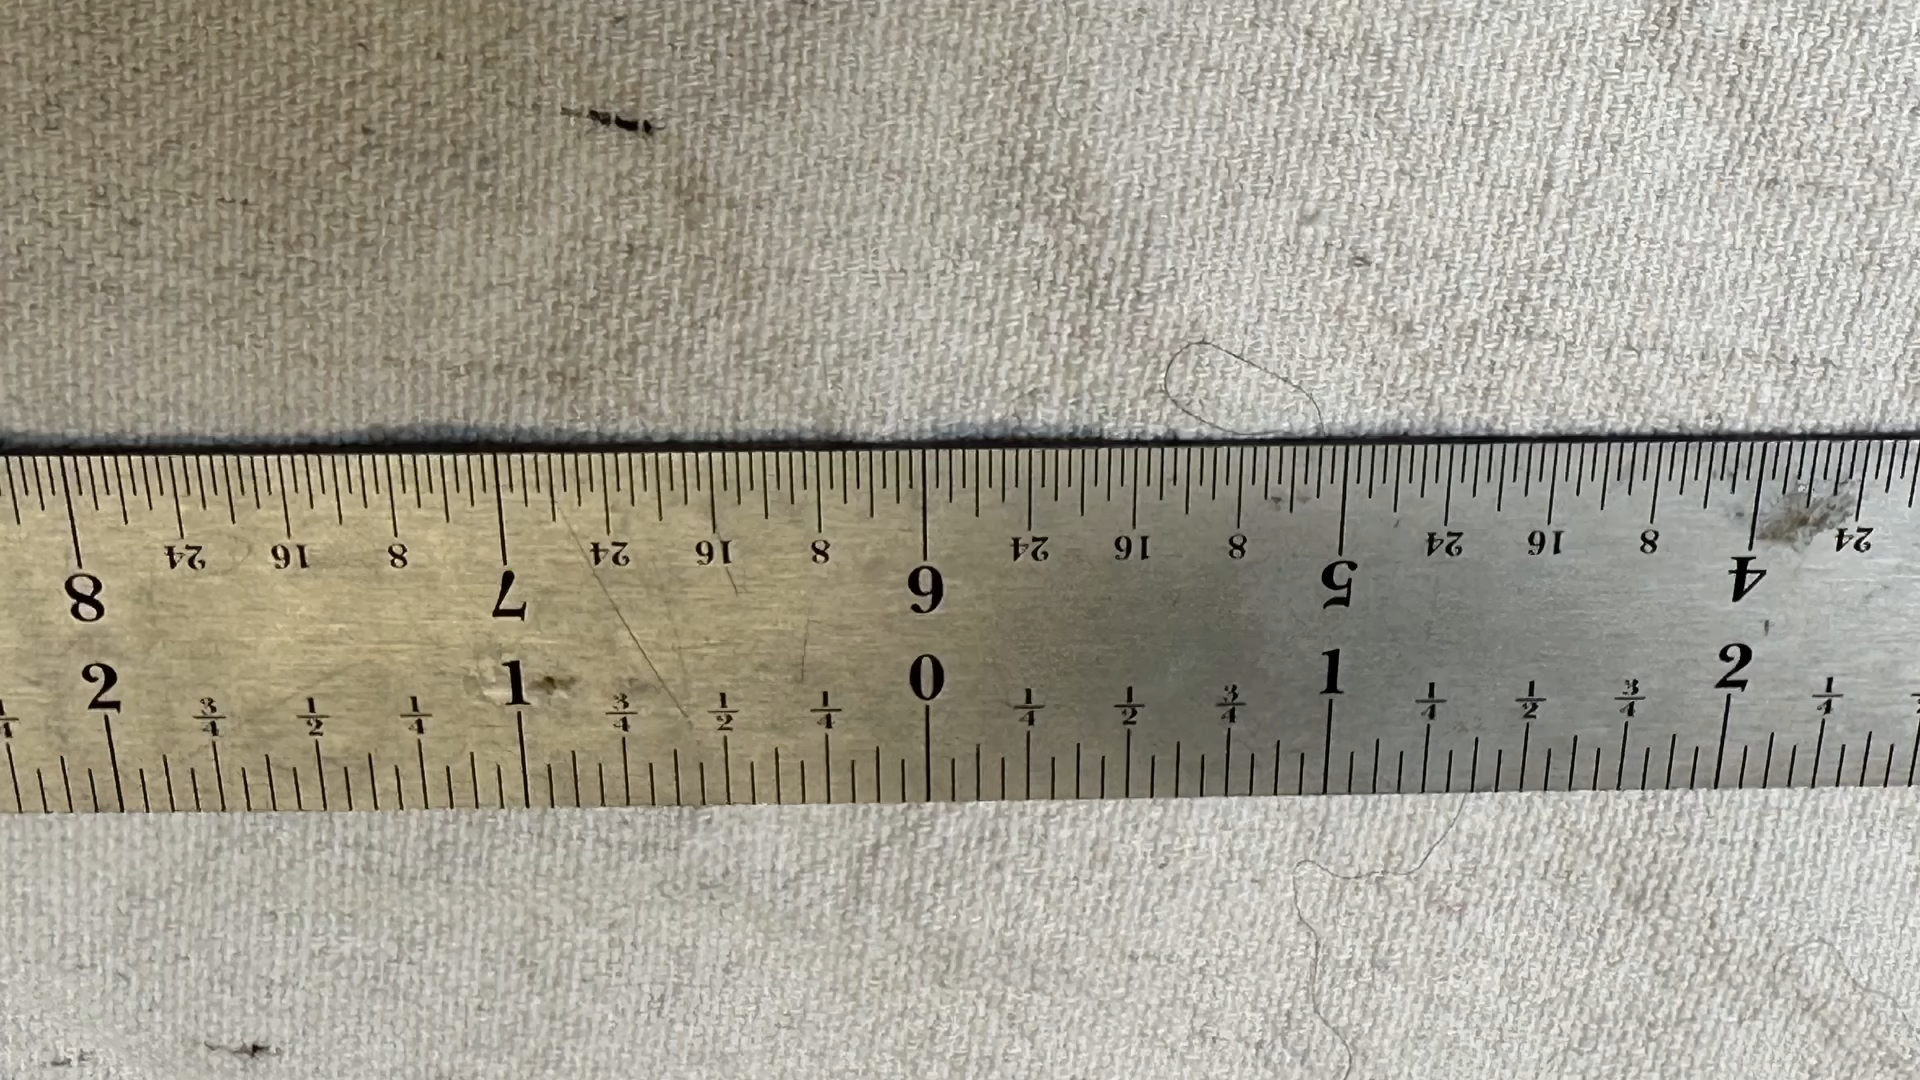 24 16 8 24 16 8 24 16 8 24 16 8 24
8 7 6 5 4
2 1 0 1 2
3/4 1/2 1/4 3/4 1/2 1/4 1/4 1/2 3/4 1/4 1/2 3/4 1/4